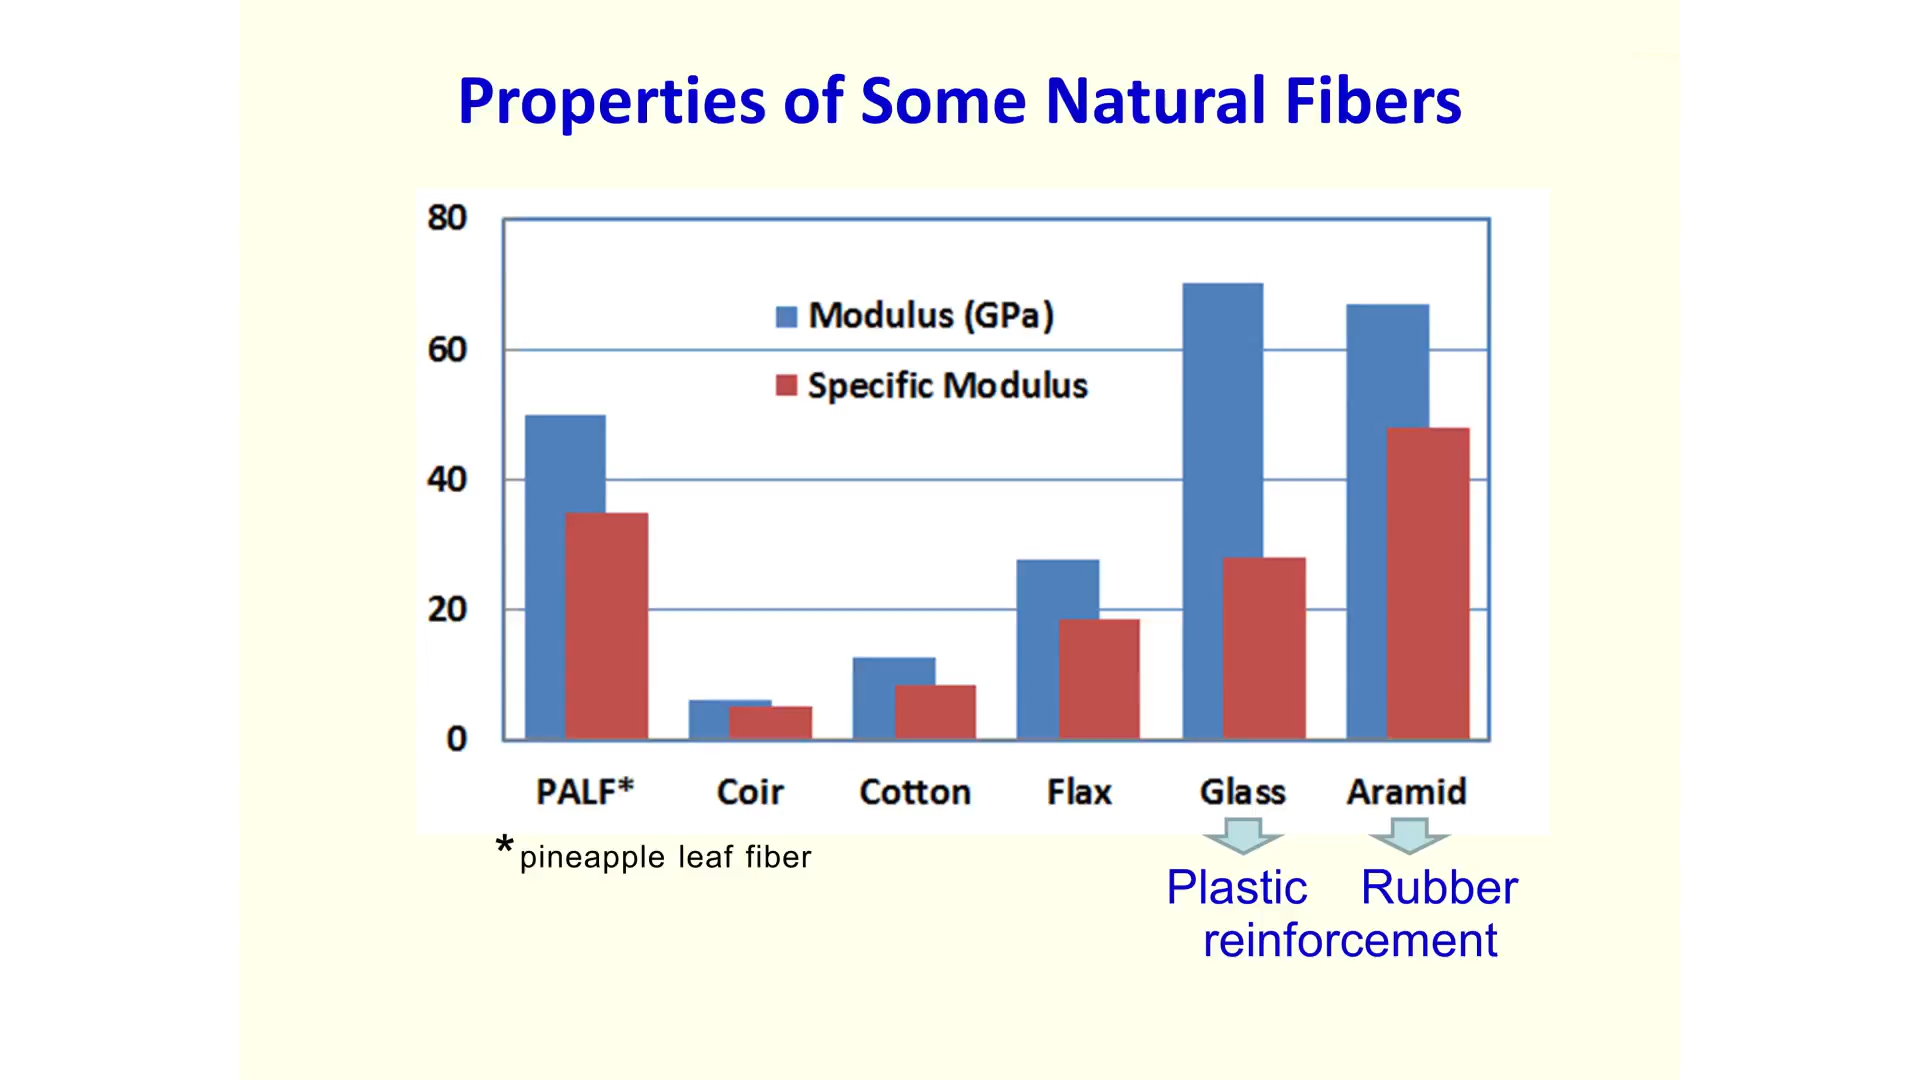 Properties of Some Natural Fibers
80
Modulus (GPa)
60
Specific Modulus
40
20
0
PALF* Coir Cotton Flax Glass Aramid
*pineapple leaf fiber
Plastic Rubber
reinforcement